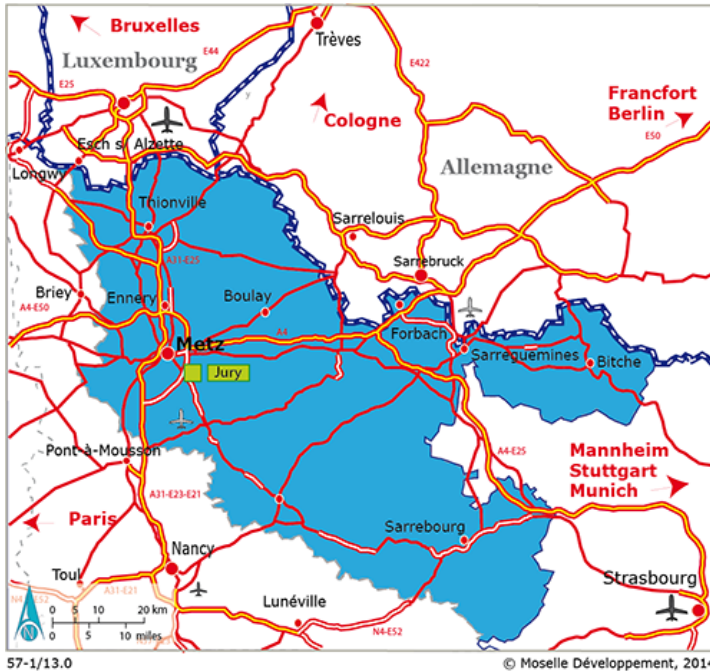 Bruxelles
Trèves
E44
Luxembourg
E25
E422
Francfort
Berlin
E50
Cologne
Esch s. Alzette
Longwy
Allemagne
Thionville
Sarrelouis
A31-E25
Sarrebruck
Briey
A4-E50
Ennery
Boulay
Forbach
A4
Metz
Sarreguemines
Bitche
Jury
Pont-à-Mousson
A4-E25
Mannheim
Stuttgart
Munich
A31-E23-E21
Paris
Sarrebourg
Nancy
Toul
A31-E21
Strasbourg
N4-E52
0 5 10 20 km
Lunéville
N
0 5 10 miles
N4-E52
57-1/13.0
© Moselle Développement, 2014